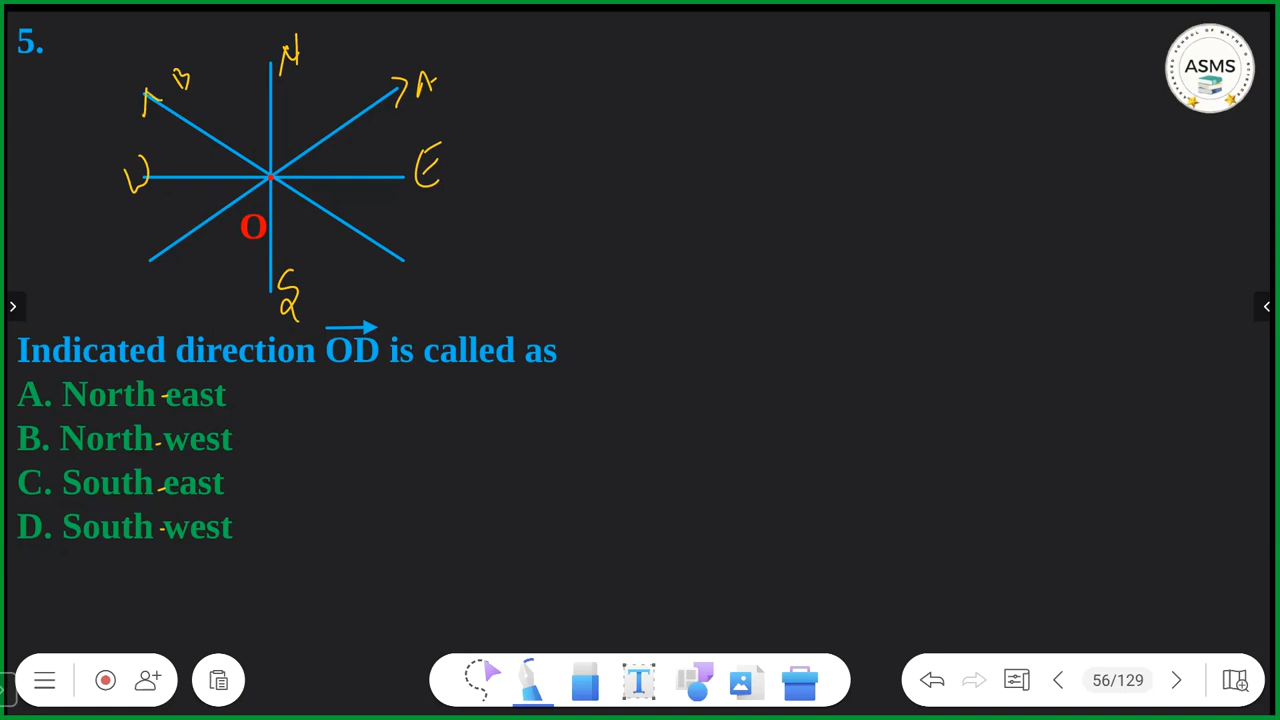 5.
N
B
A
W
E
O
S
Indicated direction OD is called as
A. North-east
B. North-west
C. South-east
D. South-west
ASMS
56/129
T